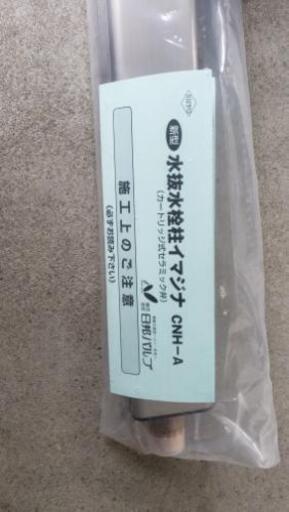 新型 水抜水栓柱イマジナ CNH-A
(カートリッジ式セラミック弁)
日邦バルブ
施工上のご注意
(必ずお読み下さい)